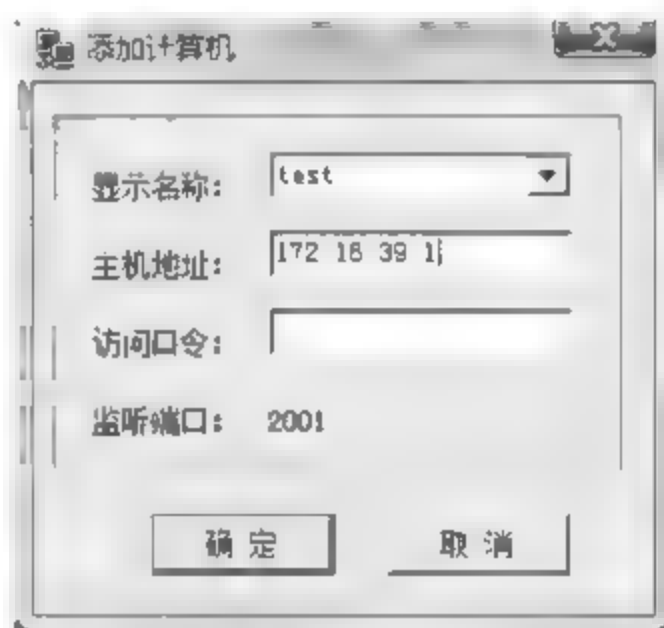 添加计算机
显示名称： test
主机地址： 172 16 39 1
访问口令：
监听端口： 2001
确 定 取 消